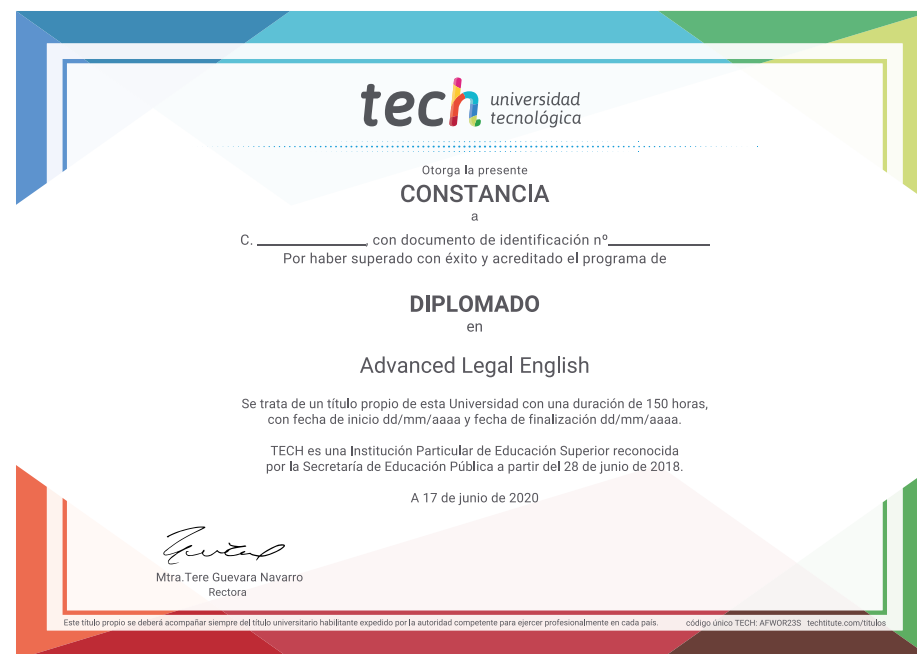 tech universidad
tecnológica
Otorga la presente
CONSTANCIA
a
C. ______________, con documento de identificación nº_____________
Por haber superado con éxito y acreditado el programa de
DIPLOMADO
en
Advanced Legal English
Se trata de un título propio de esta Universidad con una duración de 150 horas,
con fecha de inicio dd/mm/aaaa y fecha de finalización dd/mm/aaaa.
TECH es una Institución Particular de Educación Superior reconocida
por la Secretaría de Educación Pública a partir del 28 de junio de 2018.
A 17 de junio de 2020
Mtra.Tere Guevara Navarro
Rectora
Este título propio se deberá acompañar siempre del título universitario habilitante expedido por la autoridad competente para ejercer profesionalmente en cada país. código único TECH: AFWOR23S techtitute.com/titulos